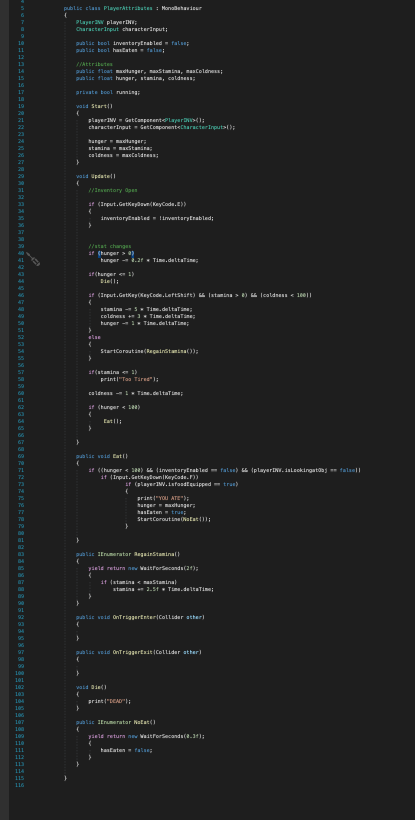 5 public class PlayerAttributes : MonoBehaviour
6 {
7 PlayerINV playerINV;
8 CharacterInput characterInput;
9
10 public bool inventoryEnabled = false;
11 public bool hasEaten = false;
12
13 //Attributes
14 public float maxHunger, maxStamina, maxColdness;
15 public float hunger, stamina, coldness;
16
17 private bool running;
18
19 void Start()
20 {
21 playerINV = GetComponent<PlayerINV>();
22 characterInput = GetComponent<CharacterInput>();
23
24 hunger = maxHunger;
25 stamina = maxStamina;
26 coldness = maxColdness;
27 }
28
29 void Update()
30 {
31 //Inventory Open
32
33 if (Input.GetKeyDown(KeyCode.E))
34 {
35 inventoryEnabled = !inventoryEnabled;
36 }
37
38
39 //stat changes
40 if (hunger > 0)
41 hunger -= 0.2f * Time.deltaTime;
42
43 if(hunger <= 1)
44 Die();
45
46 if (Input.GetKey(KeyCode.LeftShift) && (stamina > 0) && (coldness < 100))
47 {
48 stamina -= 5 * Time.deltaTime;
49 coldness += 3 * Time.deltaTime;
50 hunger -= 1 * Time.deltaTime;
51 }
52 else
53 {
54 StartCoroutine(RegainStamina());
55 }
56
57 if(stamina <= 1)
58 print("Too Tired");
59
60 coldness -= 1 * Time.deltaTime;
61
62 if (hunger < 100)
63 {
64 Eat();
65 }
66
67 }
68
69 public void Eat()
70 {
71 if ((hunger < 100) && (inventoryEnabled == false) && (playerINV.isLookingatObj == false))
72 if (Input.GetKeyDown(KeyCode.F))
73 if (playerINV.isfoodEquipped == true)
74 {
75 print("YOU ATE");
76 hunger = maxHunger;
77 hasEaten = true;
78 StartCoroutine(NoEat());
79 }
80
81 }
82
83 public IEnumerator RegainStamina()
84 {
85 yield return new WaitForSeconds(2f);
86 {
87 if (stamina < maxStamina)
88 stamina += 2.5f * Time.deltaTime;
89 }
90 }
91
92 public void OnTriggerEnter(Collider other)
93 {
94
95 }
96
97 public void OnTriggerExit(Collider other)
98 {
99
100 }
101
102 void Die()
103 {
104 print("DEAD");
105 }
106
107 public IEnumerator NoEat()
108 {
109 yield return new WaitForSeconds(0.3f);
110 {
111 hasEaten = false;
112 }
113 }
114
115 }
116